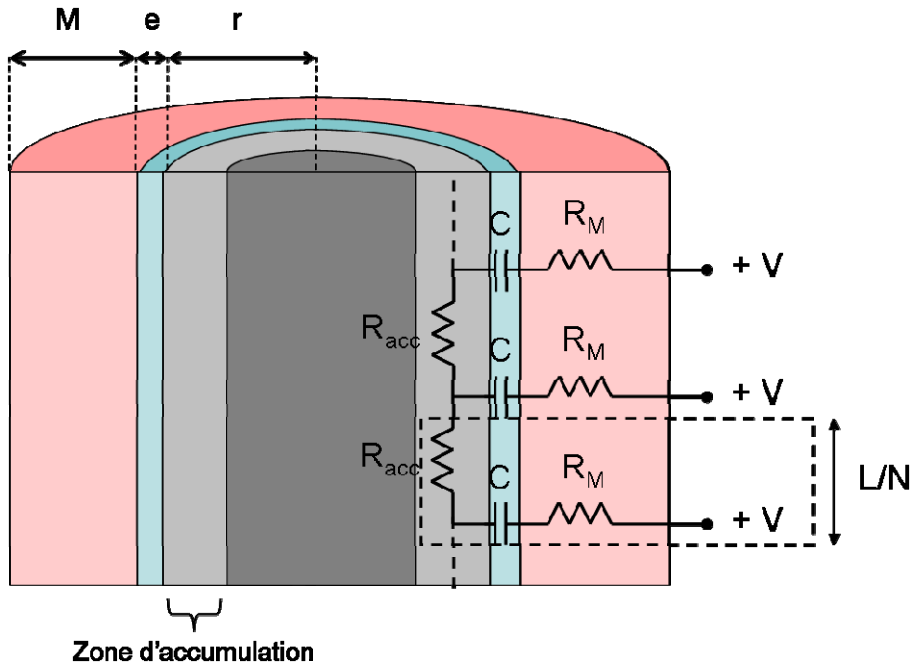 M e r
C R_M + V
R_acc
C R_M + V
R_acc
C R_M + V
L/N
Zone d'accumulation